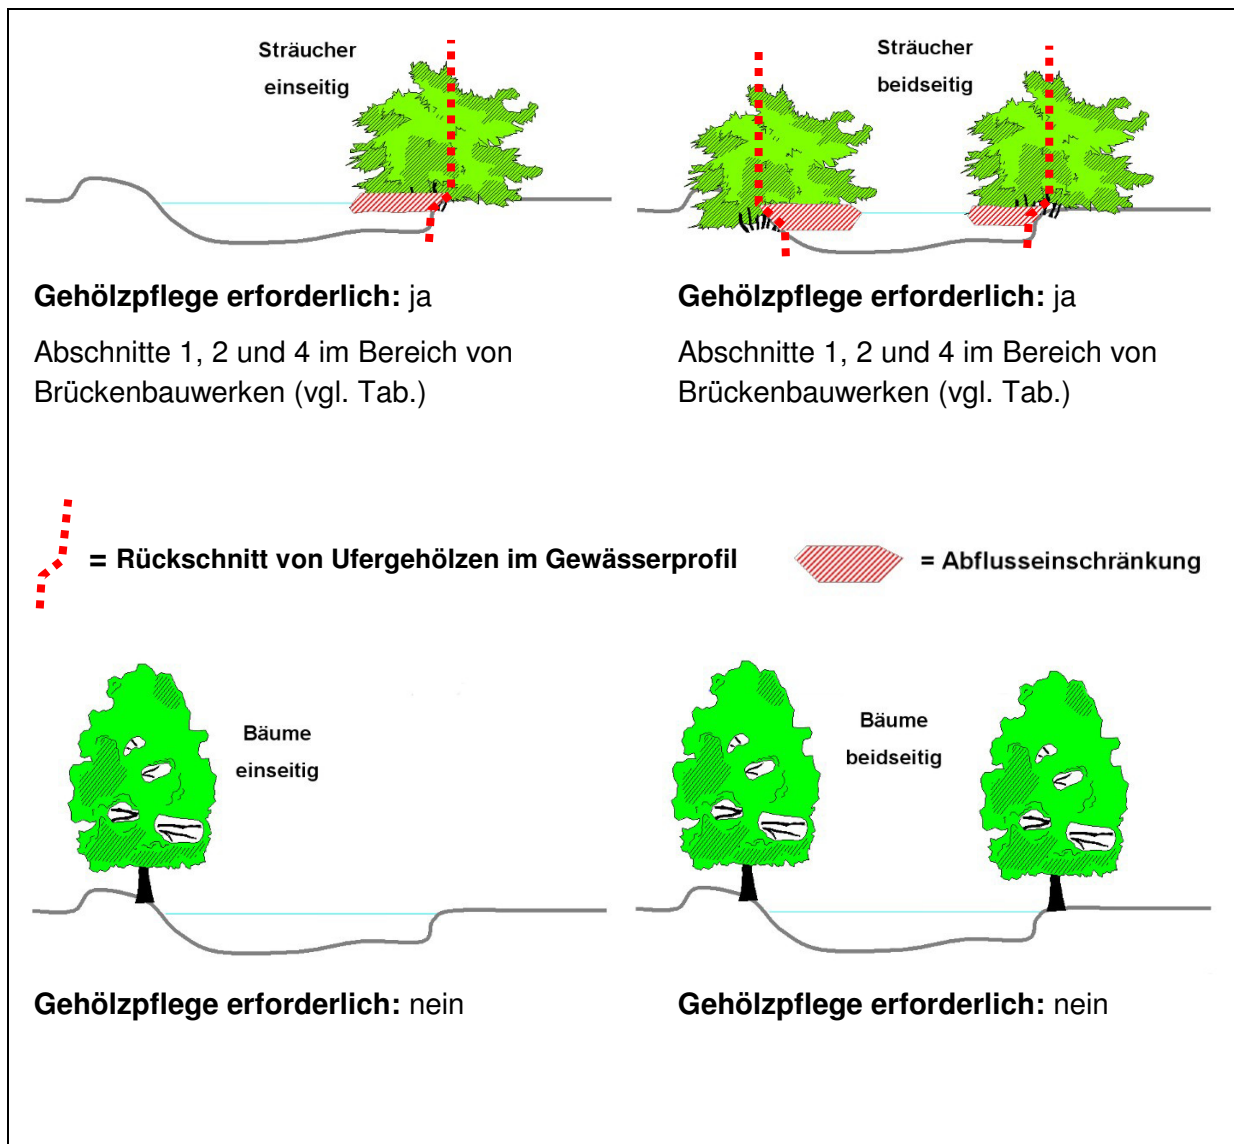 Sträucher
einseitig
Sträucher
beidseitig
Gehölzpflege erforderlich: ja
Abschnitte 1, 2 und 4 im Bereich von
Brückenbauwerken (vgl. Tab.)
Gehölzpflege erforderlich: ja
Abschnitte 1, 2 und 4 im Bereich von
Brückenbauwerken (vgl. Tab.)
= Rückschnitt von Ufergehölzen im Gewässerprofil
= Abflusseinschränkung
Bäume
einseitig
Bäume
beidseitig
Gehölzpflege erforderlich: nein
Gehölzpflege erforderlich: nein